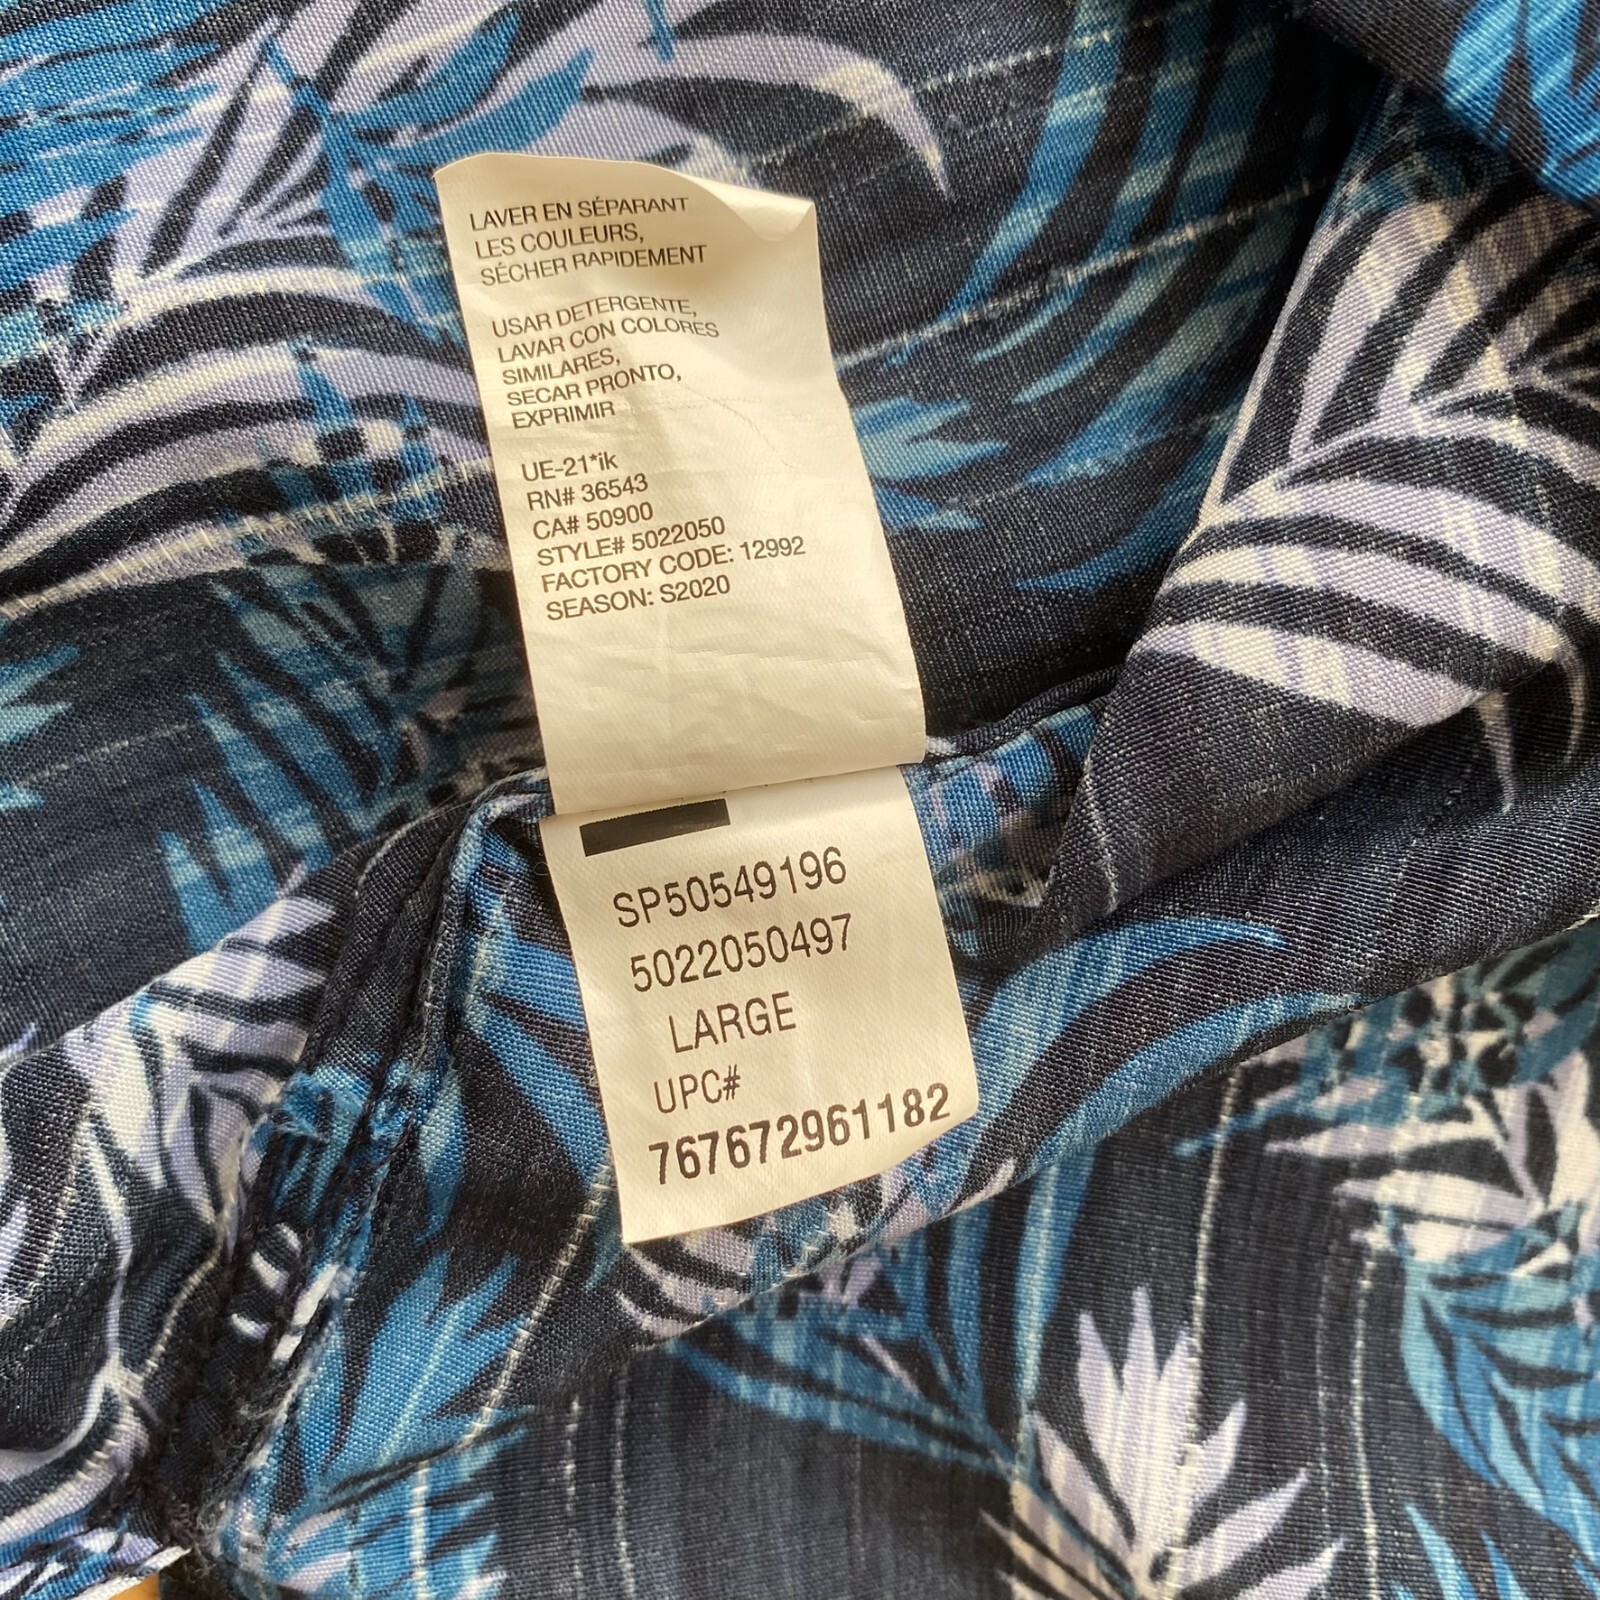 LAVER EN SÉPARANT
LES COULEURS,
SÉCHER RAPIDEMENT
USAR DETERGENTE,
LAVAR CON COLORES
SIMILARES,
SECAR PRONTO,
EXPRIMIR
UE-21*ik
RN# 36543
CA# 50900
STYLE# 5022050
FACTORY CODE: 12992
SEASON: S2020
SP50549196
5022050497
LARGE
UPC#
767672961182